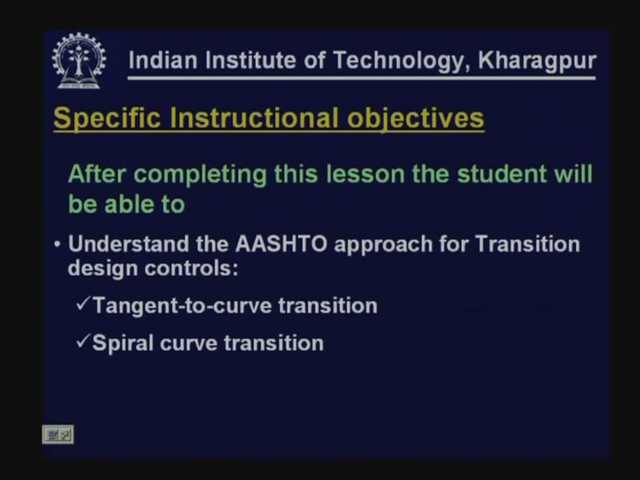 Indian Institute of Technology, Kharagpur
Specific Instructional objectives
After completing this lesson the student will
be able to
• Understand the AASHTO approach for Transition
design controls:
✓Tangent-to-curve transition
✓Spiral curve transition